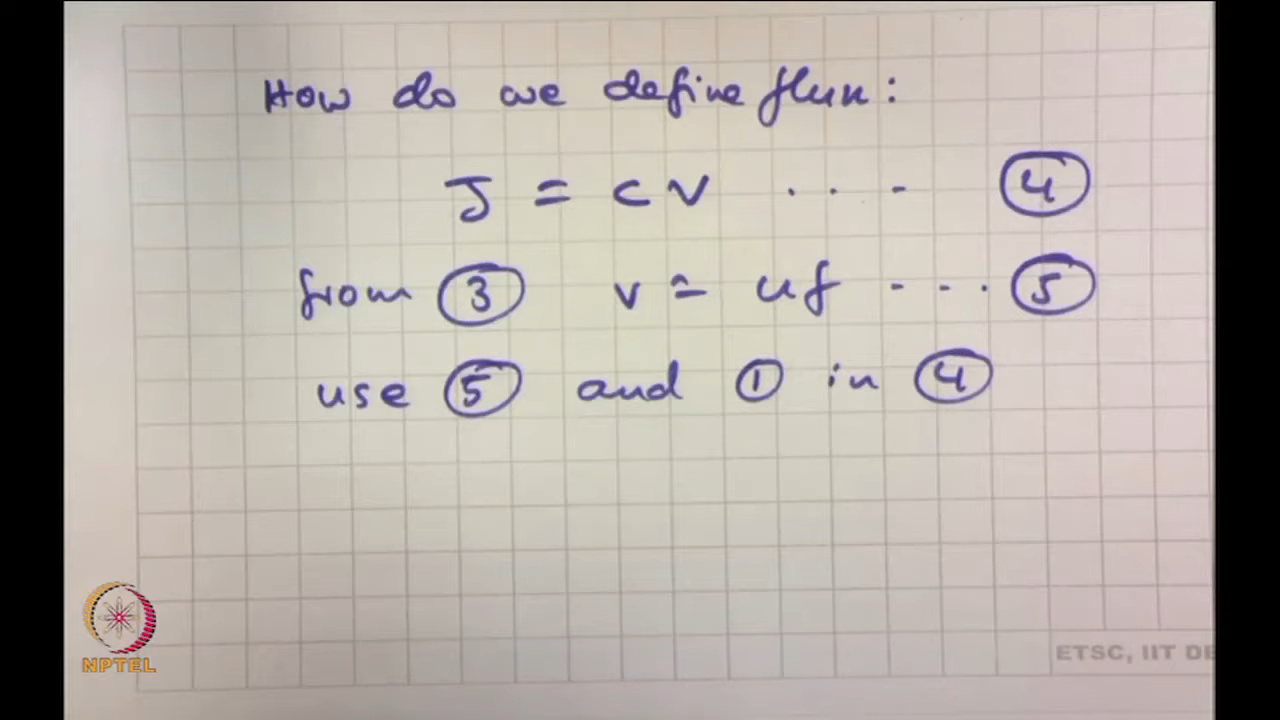 How do we define flux:
J = C V . . - 4
from 3 v = uf - - . . 5
use 5 and 1 in 4
NPTEL
ETSC, IIT DE